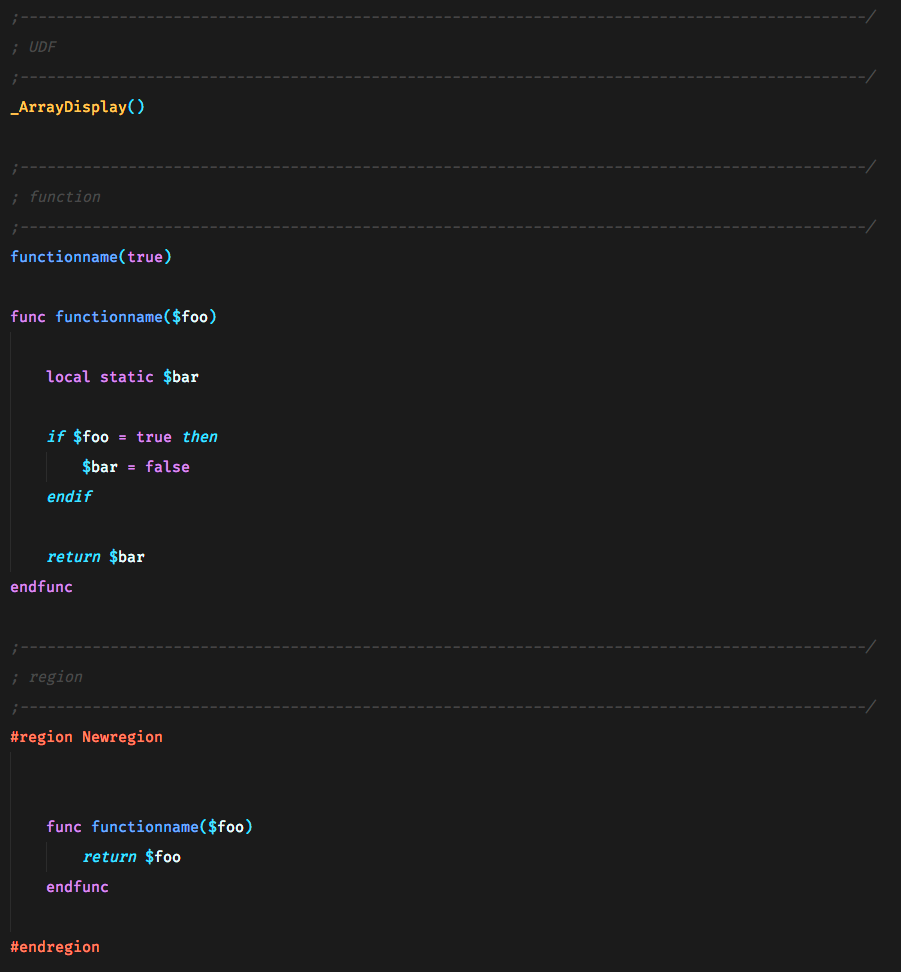 ;----------------------------------------------------------------------------------------------/
; UDF
;----------------------------------------------------------------------------------------------/
_ArrayDisplay()
;----------------------------------------------------------------------------------------------/
; function
;----------------------------------------------------------------------------------------------/
functionname(true)
func functionname($foo)
local static $bar
if $foo = true then
$bar = false
endif
return $bar
endfunc
;----------------------------------------------------------------------------------------------/
; region
;----------------------------------------------------------------------------------------------/
#region Newregion
func functionname($foo)
return $foo
endfunc
#endregion